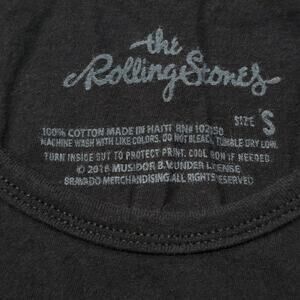 the
Rolling Stones
SIZE S
100% COTTON MADE IN HAITI RN# 102150
MACHINE WASH WITH LIKE COLORS. DO NOT BLEACH. TUMBLE DRY LOW.
TURN INSIDE OUT TO PROTECT PRINT. COOL IRON IF NEEDED.
© 2016 MUSIDOR B.V. UNDER LICENSE
BRAVADO MERCHANDISING. ALL RIGHTS RESERVED